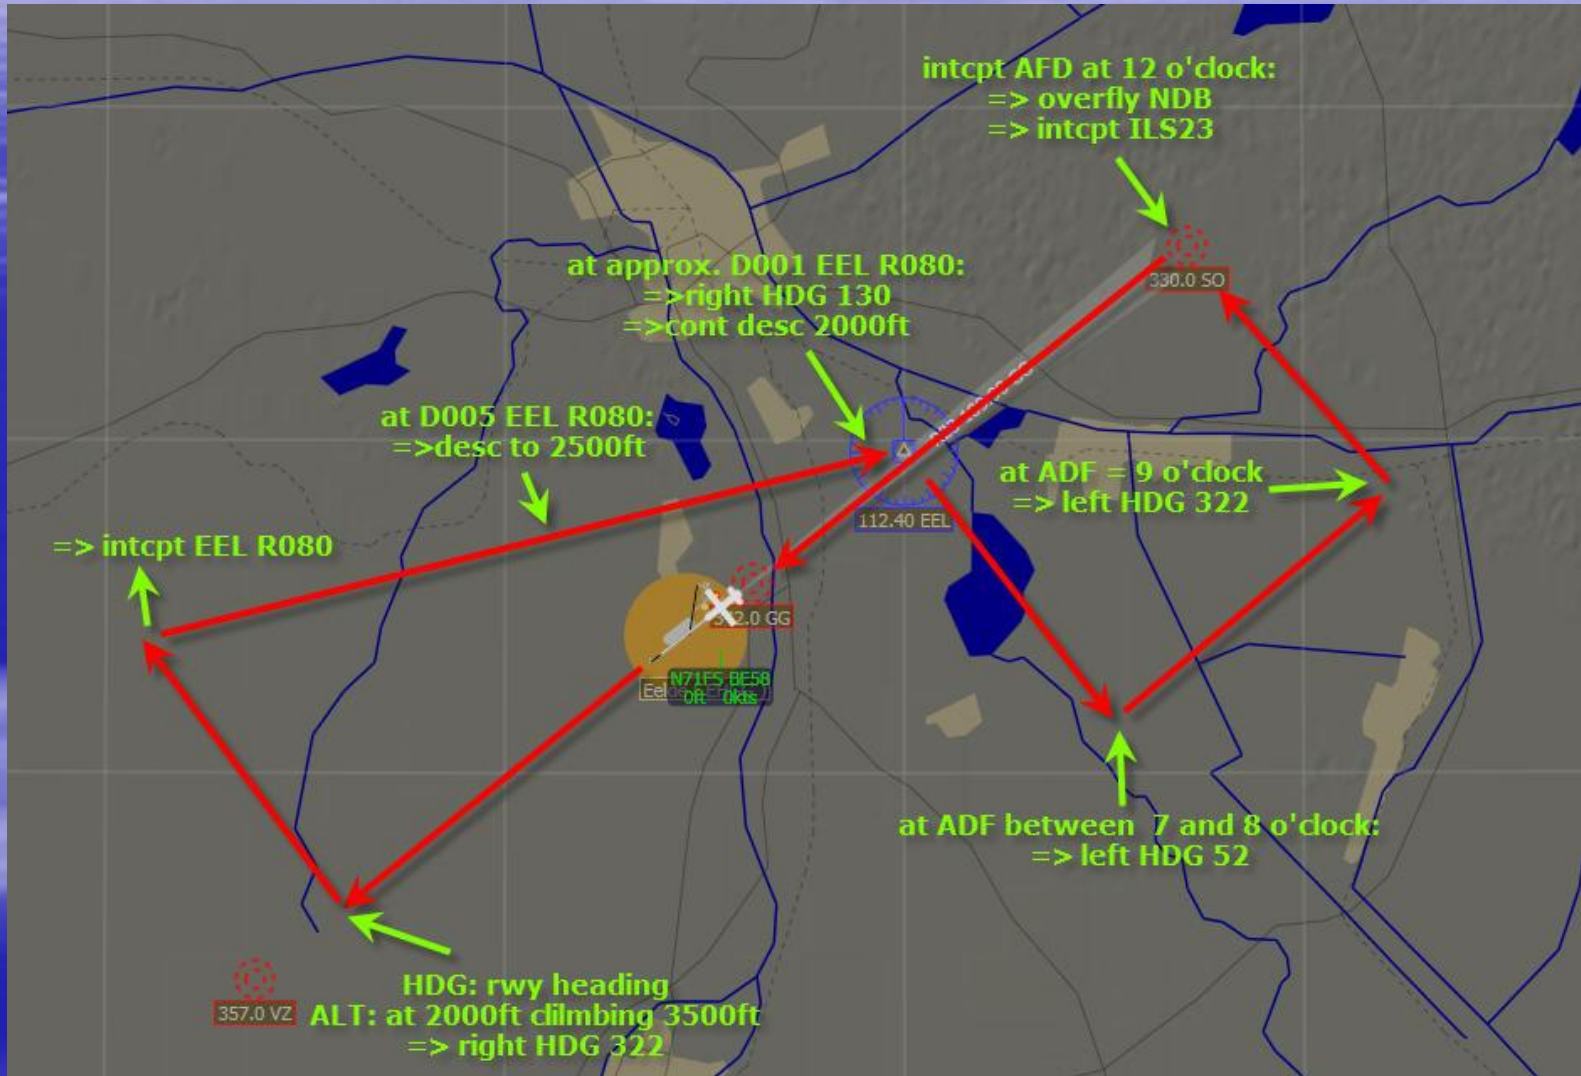 intcpt AFD at 12 o'clock:
=> overfly NDB
=> intcpt ILS23
330.0 SO
at approx. D001 EEL R080:
=>right HDG 130
=>cont desc 2000ft
at D005 EEL R080:
=>desc to 2500ft
at ADF = 9 o'clock
=> left HDG 322
112.40 EEL
=> intcpt EEL R080
GG
N71FS BE58
0ft 0kts
at ADF between 7 and 8 o'clock:
=> left HDG 52
357.0 VZ
HDG: rwy heading
ALT: at 2000ft clilmbing 3500ft
=> right HDG 322